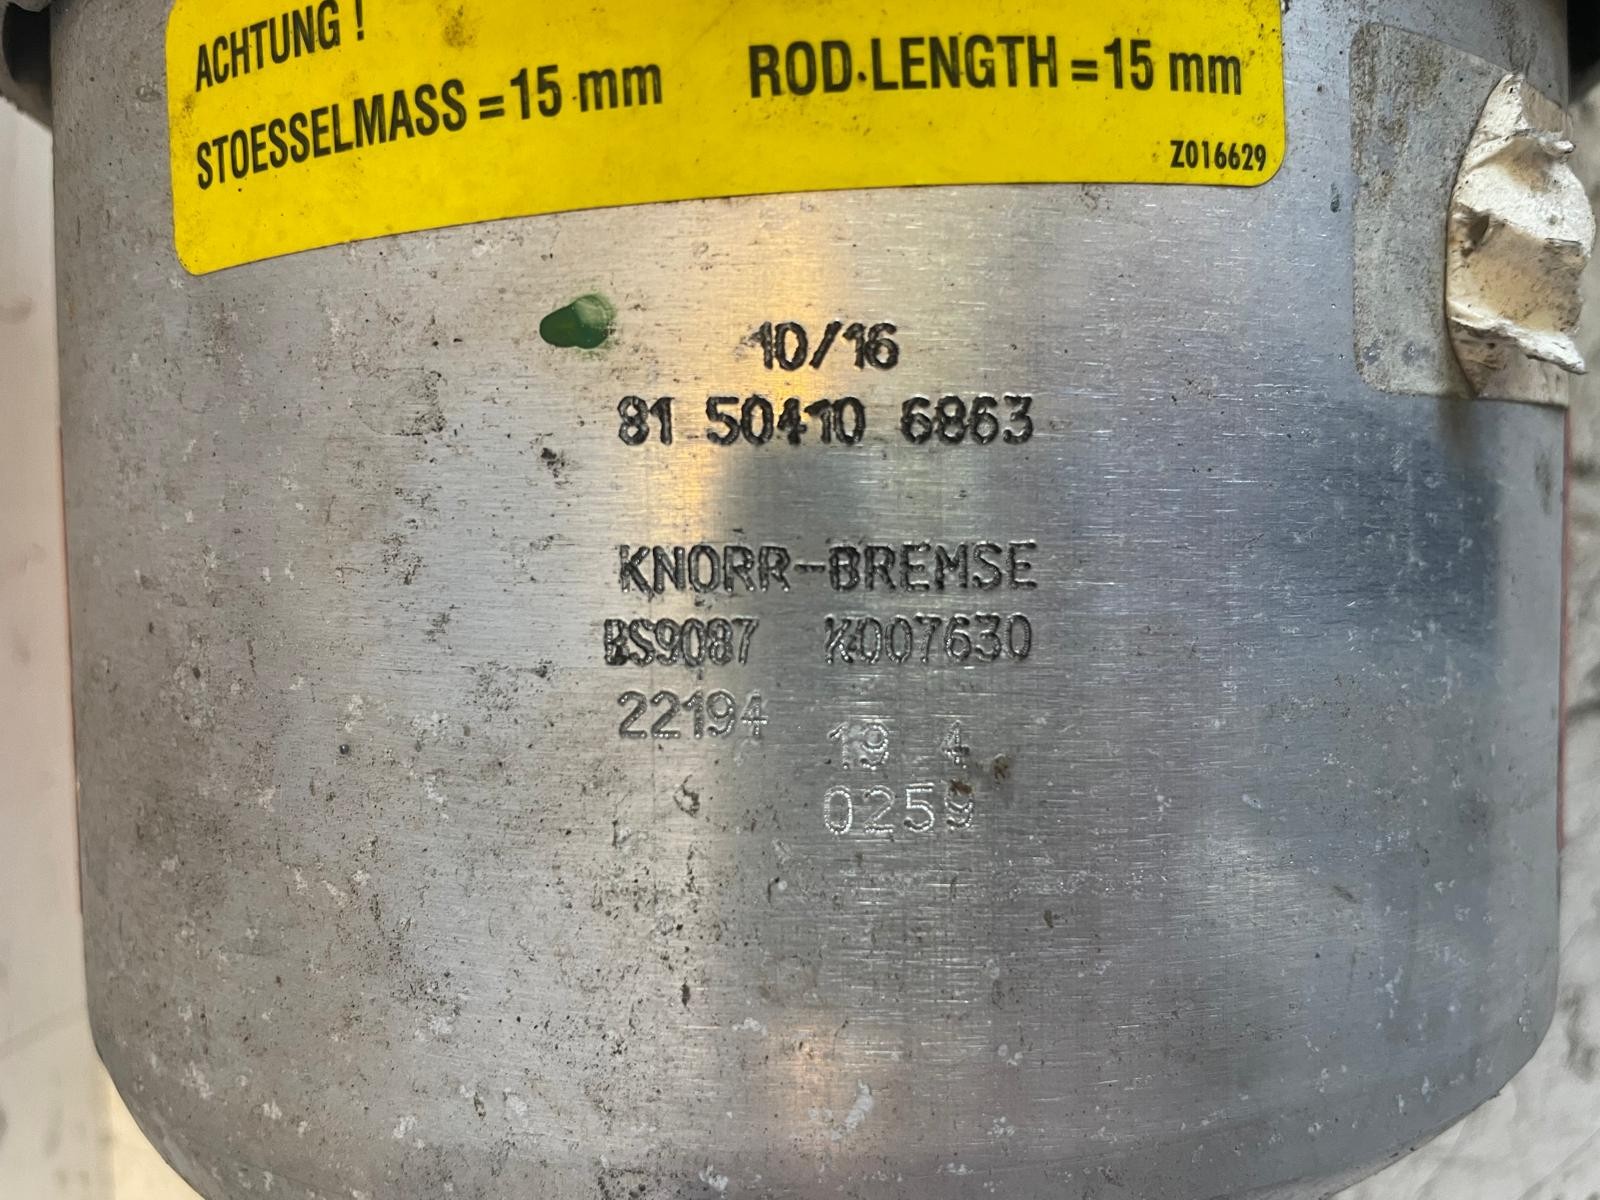 ACHTUNG !
STOESSELMASS = 15 mm ROD.LENGTH = 15 mm
Z016629
10/16
81 50410 6863
KNORR-BREMSE
BS9087 K007630
22194
19 4
0259